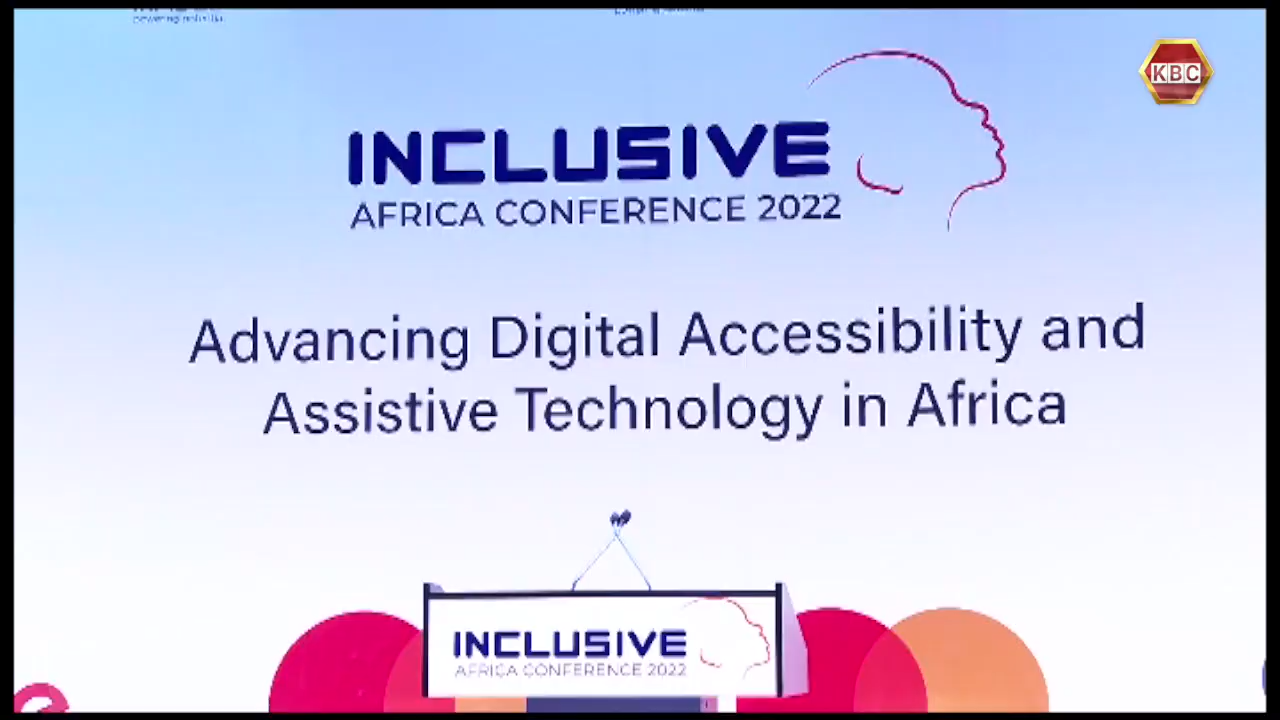 KBC
INCLUSIVE
AFRICA CONFERENCE 2022
Advancing Digital Accessibility and
Assistive Technology in Africa
INCLUSIVE
AFRICA CONFERENCE 2022
e